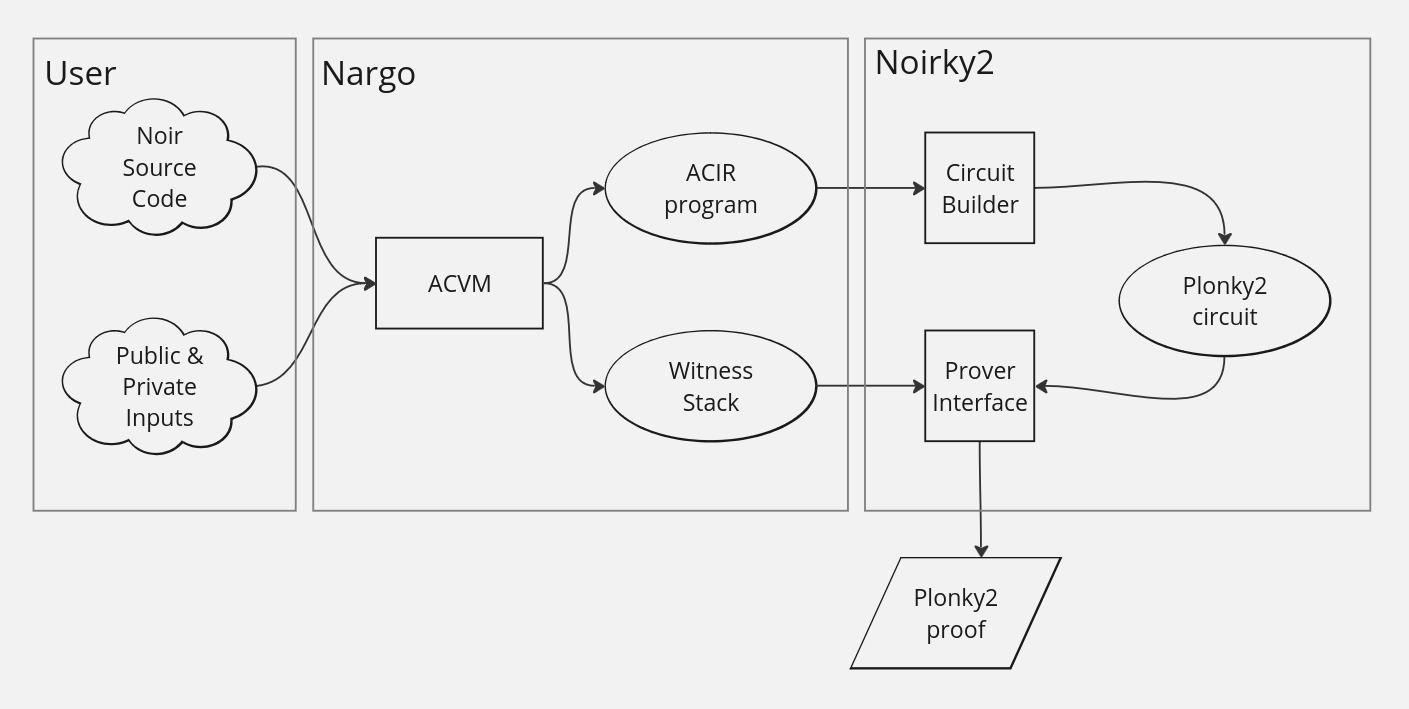 User
Noir
Source
Code
Public &
Private
Inputs
Nargo
ACVM
ACIR
program
Witness
Stack
Noirky2
Circuit
Builder
Plonky2
circuit
Prover
Interface
Plonky2
proof